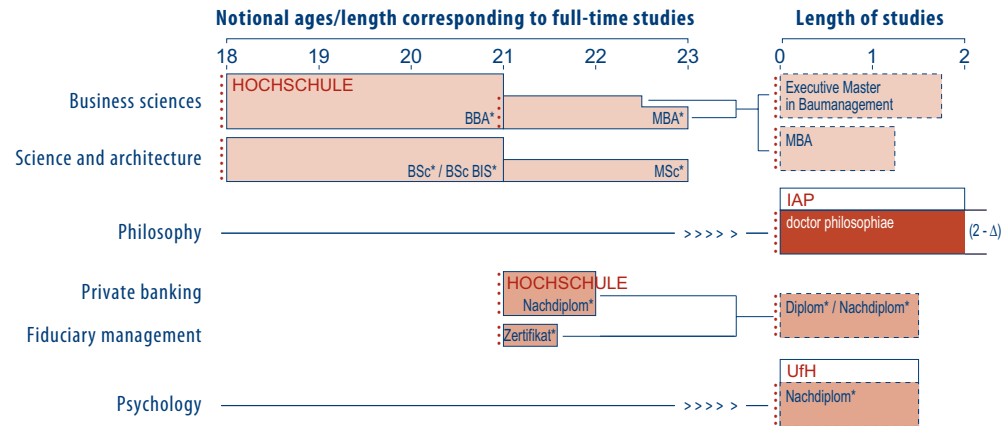 Notional ages/length corresponding to full-time studies
Length of studies
18 19 20 21 22 23
0 1 2
Business sciences
HOCHSCHULE
BBA*
MBA*
Executive Master
in Baumanagement
MBA
Science and architecture
BSc* / BSc BIS*
MSc*
Philosophy
> > > > >
IAP
doctor philosophiae
(2 - Δ)
Private banking
HOCHSCHULE
Nachdiplom*
Diplom* / Nachdiplom*
Fiduciary management
Zertifikat*
Psychology
> > > > >
UfH
Nachdiplom*